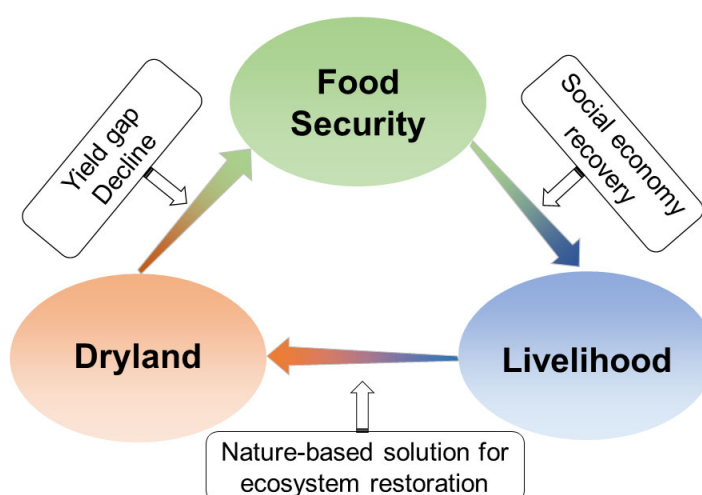 Food
Security
Yield gap
Decline
Social economy
recovery
Dryland
Livelihood
Nature-based solution for
ecosystem restoration